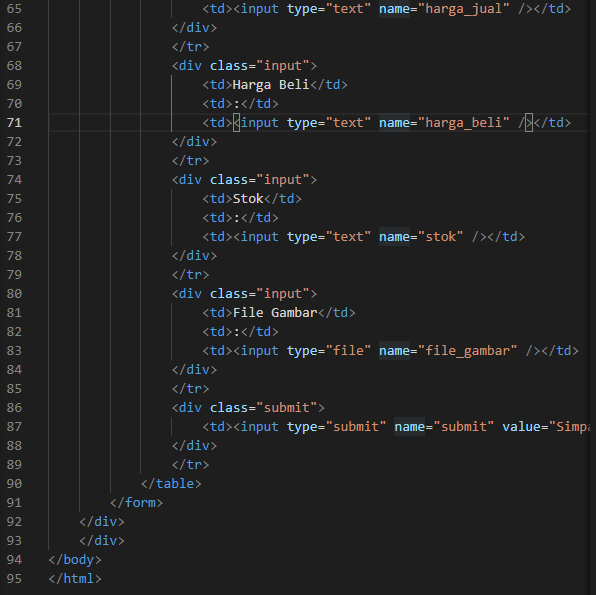 65 <td><input type="text" name="harga_jual" /></td>
66 </div>
67 </tr>
68 <div class="input">
69 <td>Harga Beli</td>
70 <td>:</td>
71 <td><input type="text" name="harga_beli" /></td>
72 </div>
73 </tr>
74 <div class="input">
75 <td>Stok</td>
76 <td>:</td>
77 <td><input type="text" name="stok" /></td>
78 </div>
79 </tr>
80 <div class="input">
81 <td>File Gambar</td>
82 <td>:</td>
83 <td><input type="file" name="file_gambar" /></td>
84 </div>
85 </tr>
86 <div class="submit">
87 <td><input type="submit" name="submit" value="Simpa
88 </div>
89 </tr>
90 </table>
91 </form>
92 </div>
93 </div>
94 </body>
95 </html>